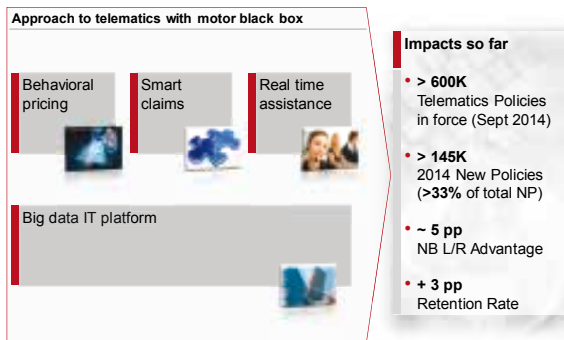 Approach to telematics with motor black box
Behavioral
pricing
Smart
claims
Real time
assistance
Big data IT platform
Impacts so far
• > 600K
Telematics Policies
in force (Sept 2014)
• > 145K
2014 New Policies
(>33% of total NP)
• ~ 5 pp
NB L/R Advantage
• + 3 pp
Retention Rate